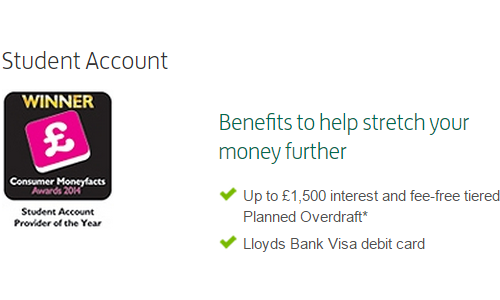 Student Account
WINNER
£
Consumer Moneyfacts
Awards 2014
Student Account
Provider of the Year
Benefits to help stretch your
money further
Up to £1,500 interest and fee-free tiered
Planned Overdraft*
Lloyds Bank Visa debit card